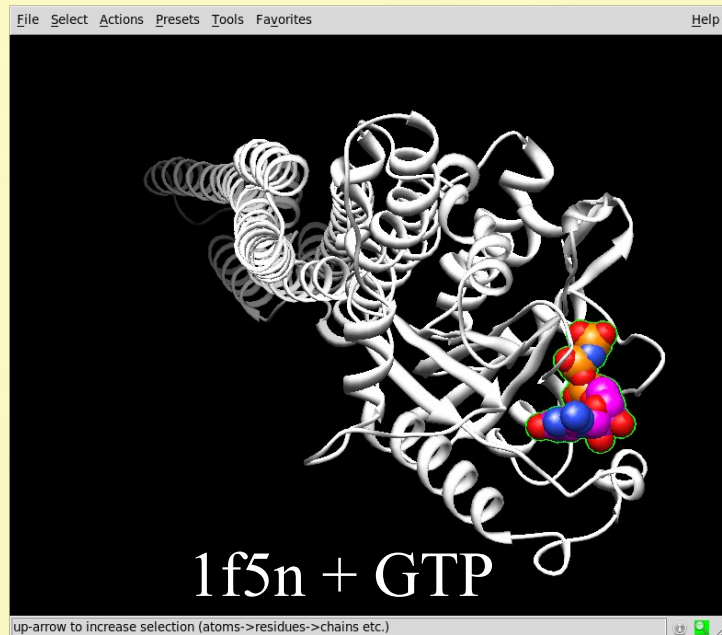 File Select Actions Presets Tools Favorites Help
1f5n + GTP
up-arrow to increase selection (atoms->residues->chains etc.)